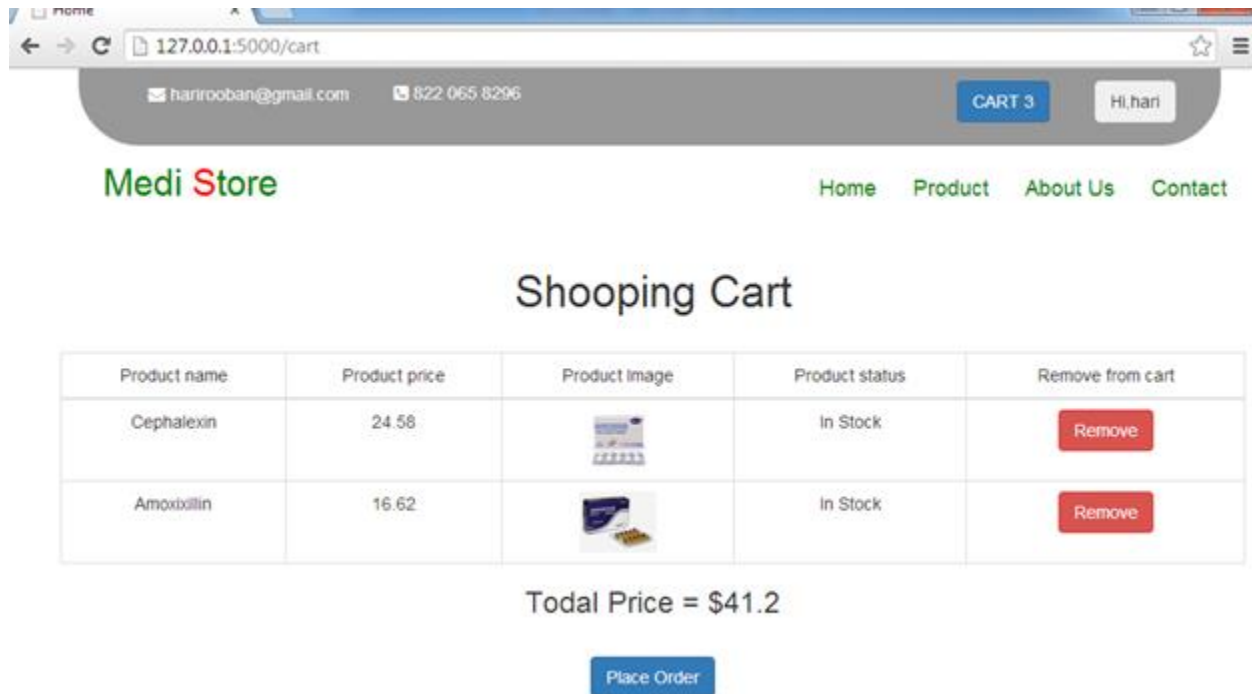 Home x
127.0.0.1:5000/cart
harirooban@gmail.com 822 065 8296 CART 3 Hi,hari
Medi Store Home Product About Us Contact
Shooping Cart
Product name Product price Product Image Product status Remove from cart
Cephalexin 24.58 In Stock Remove
Amoxixillin 16.62 In Stock Remove
Todal Price = $41.2
Place Order